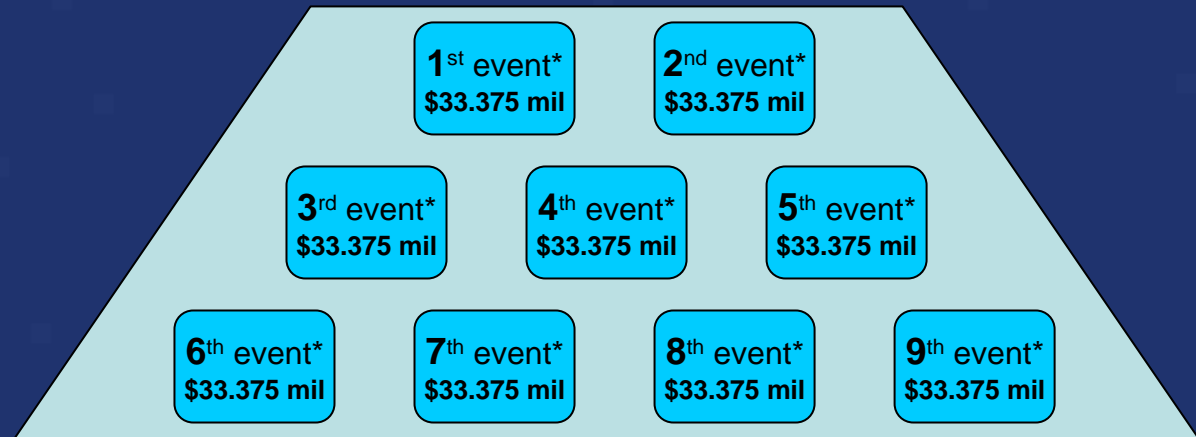 1st event*
$33.375 mil
2nd event*
$33.375 mil
3rd event*
$33.375 mil
4th event*
$33.375 mil
5th event*
$33.375 mil
6th event*
$33.375 mil
7th event*
$33.375 mil
8th event*
$33.375 mil
9th event*
$33.375 mil